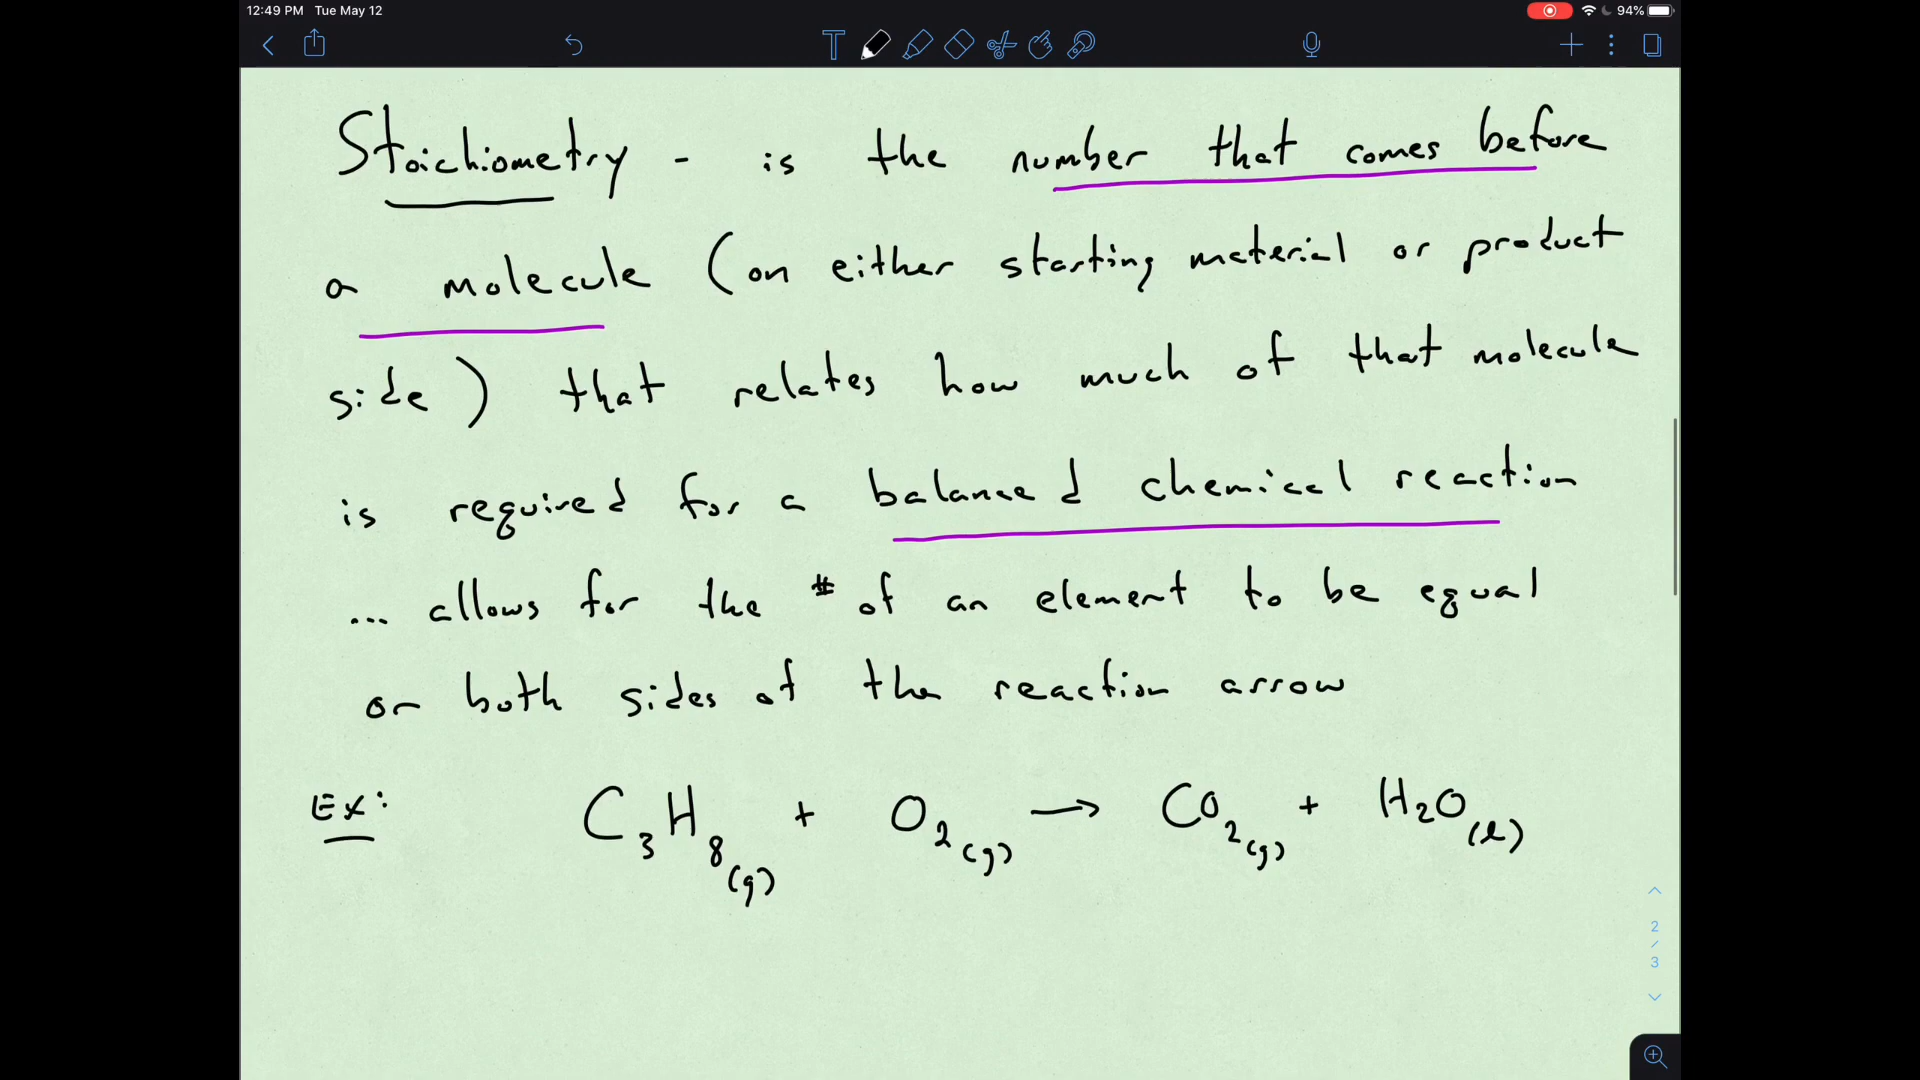 12:49 PM Tue May 12
94%
T
Stoichiometry - is the number that comes before
a molecule (on either starting material or product
side) that relates how much of that molecule
is required for a balanced chemical reaction
... allows for the # of an element to be equal
on both sides of the reaction arrow
Ex: C₃H₈(g) + O₂(g) → CO₂(g) + H₂O(l)
2
/
3